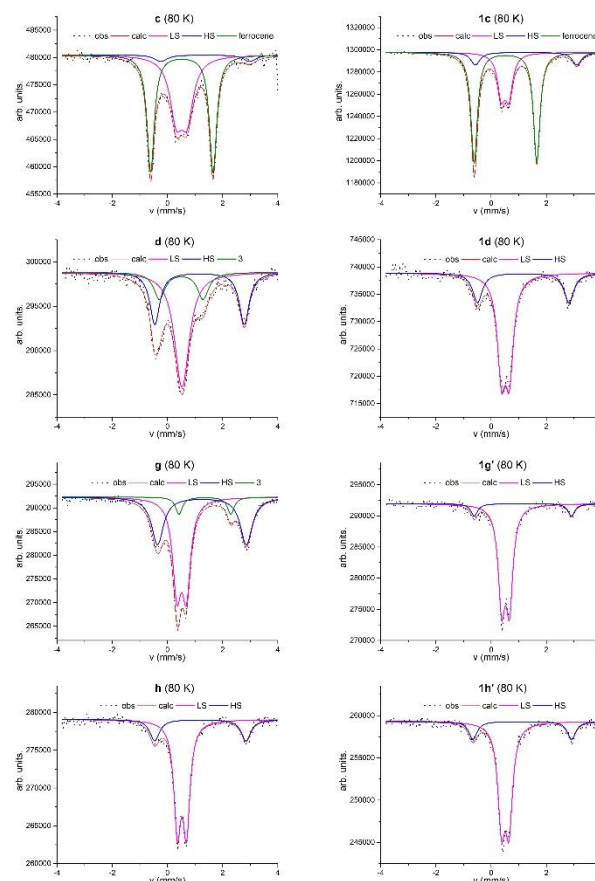 c (80 K)
obs calc LS HS ferrocene
480000
475000
470000
465000
460000
455000
arb. units.
-4 -2 0 2 4
v (mm/s)
1c (80 K)
obs calc LS HS ferrocene
1320000
1300000
1280000
1260000
1240000
1220000
1200000
1180000
arb. units.
-4 -2 0 2
v (mm/s)
d (80 K)
obs calc LS HS 3
300000
295000
290000
285000
arb. units.
-4 -2 0 2 4
v (mm/s)
1d (80 K)
obs calc LS HS
745000
740000
735000
730000
725000
720000
715000
arb. units.
-4 -2 0 2
v (mm/s)
g (80 K)
obs calc LS HS 3
295000
290000
285000
280000
275000
270000
265000
arb. units.
-4 -2 0 2 4
v (mm/s)
1g′ (80 K)
obs calc LS HS
295000
290000
285000
280000
275000
270000
arb. units.
-4 -2 0 2
v (mm/s)
h (80 K)
obs calc LS HS
280000
275000
270000
265000
260000
arb. units.
-4 -2 0 2 4
v (mm/s)
1h′ (80 K)
obs calc LS HS
260000
255000
250000
245000
arb. units.
-4 -2 0 2
v (mm/s)